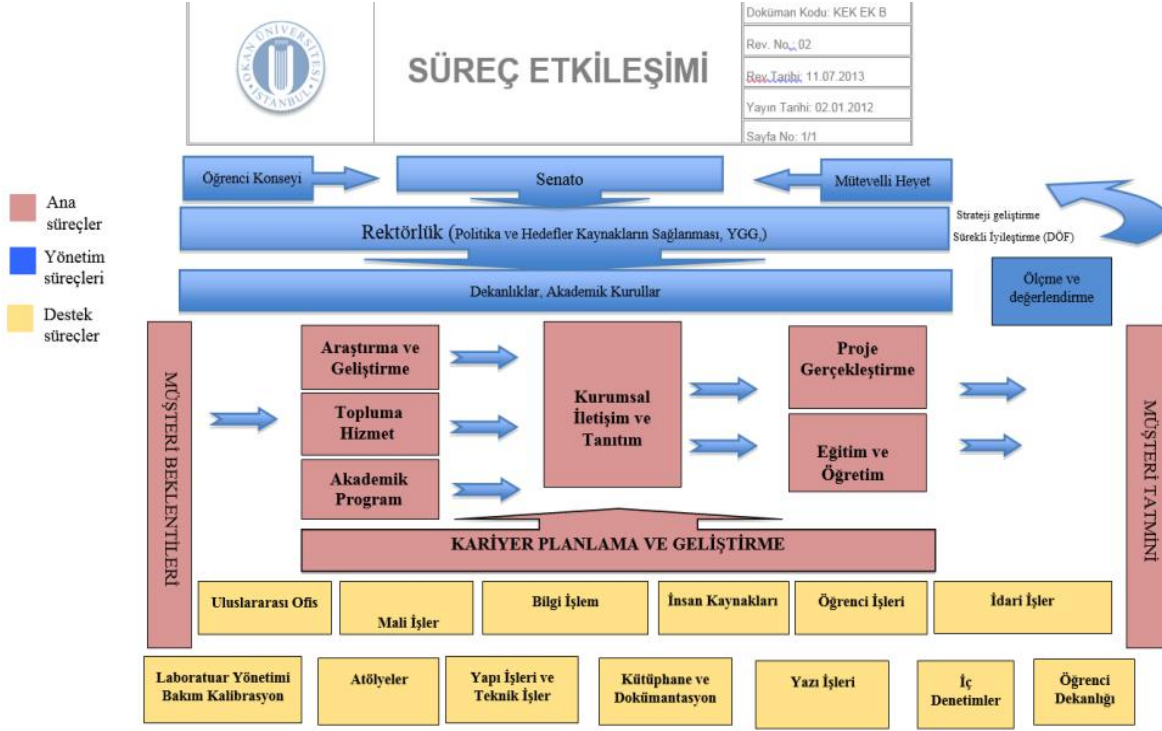 OKAN ÜNİVERSİTESİ
İSTANBUL
SÜREÇ ETKİLEŞİMİ
Doküman Kodu: KEK EK B
Rev. No.: 02
Rev.Tarihi: 11.07.2013
Yayın Tarihi: 02.01.2012
Sayfa No: 1/1
Öğrenci Konseyi
Senato
Mütevelli Heyet
Ana
süreçler
Yönetim
süreçleri
Destek
süreçler
Rektörlük (Politika ve Hedefler Kaynakların Sağlanması, YGG,)
Strateji geliştirme
Sürekli İyileştirme (DÖF)
Dekanlıklar, Akademik Kurullar
Ölçme ve
değerlendirme
MÜŞTERİ BEKLENTİLERİ
Araştırma ve
Geliştirme
Topluma
Hizmet
Akademik
Program
Kurumsal
İletişim ve
Tanıtım
Proje
Gerçekleştirme
Eğitim ve
Öğretim
MÜŞTERİ TATMİNİ
KARİYER PLANLAMA VE GELİŞTİRME
Uluslararası Ofis
Mali İşler
Bilgi İşlem
İnsan Kaynakları
Öğrenci İşleri
İdari İşler
Laboratuar Yönetimi
Bakım Kalibrasyon
Atölyeler
Yapı İşleri ve
Teknik İşler
Kütüphane ve
Dokümantasyon
Yazı İşleri
İç
Denetimler
Öğrenci
Dekanlığı